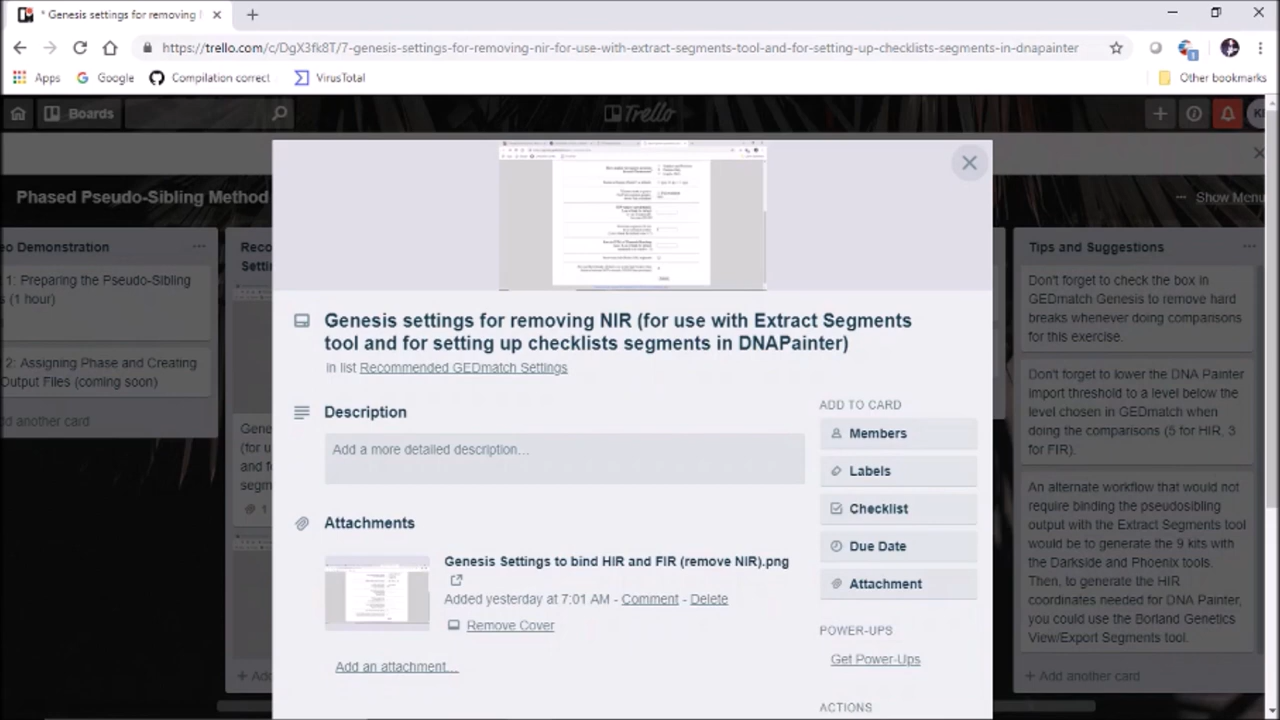 * Genesis settings for removing
https://trello.com/c/DgX3fk8T/7-genesis-settings-for-removing-nir-for-use-with-extract-segments-tool-and-for-setting-up-checklists-segments-in-dnapainter
Apps
Google
Compilation correct
VirusTotal
Other bookmarks
Boards
Trello
Phased Pseudo-Sibling Method
Show Menu
eo Demonstration
1: Preparing the Pseudo-Sibling
s (1 hour)
2: Assigning Phase and Creating
Output Files (coming soon)
dd another card
Genesis settings for removing NIR (for use with Extract Segments
tool and for setting up checklists segments in DNAPainter)
in list Recommended GEDmatch Settings
Description
Add a more detailed description…
Attachments
Genesis Settings to bind HIR and FIR (remove NIR).png
Added yesterday at 7:01 AM - Comment - Delete
Remove Cover
Add an attachment…
ADD TO CARD
Members
Labels
Checklist
Due Date
Attachment
POWER-UPS
Get Power-Ups
ACTIONS
Tips and Suggestions
Don't forget to check the box in
GEDmatch Genesis to remove hard
breaks whenever doing comparisons
for this exercise.
Don't forget to lower the DNA Painter
import threshold to a level below the
level chosen in GEDmatch when
doing the comparisons (5 for HIR, 3
for FIR).
An alternate workflow that would not
require binding the pseudosibling
output with the Extract Segments tool
would be to generate the 9 kits with
the Darkside and Phoenix tools.
Then, to generate the HIR
coordinates needed for DNA Painter,
you could use the Borland Genetics
View/Export Segments tool.
+ Add another card